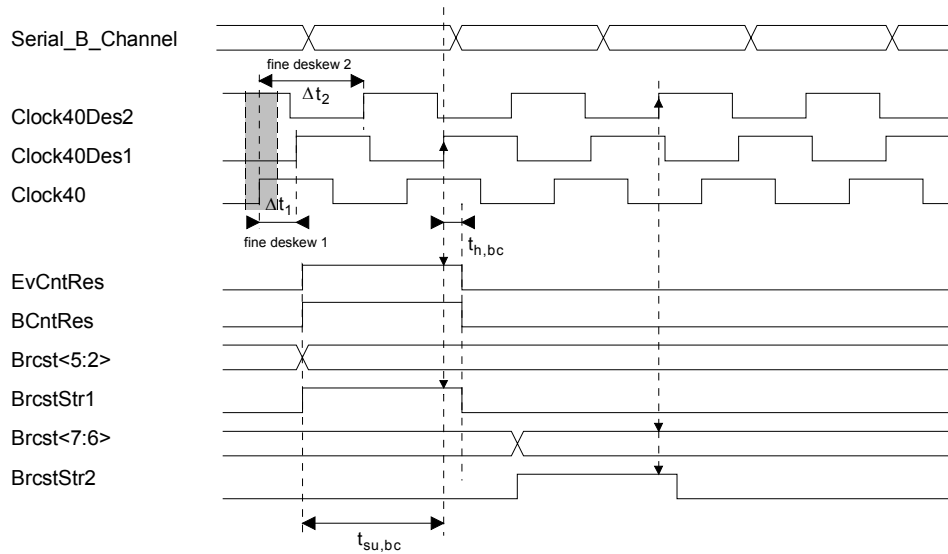 Serial_B_Channel
fine deskew 2
Δt2
Clock40Des2
Clock40Des1
Clock40
Δt1
fine deskew 1
th,bc
EvCntRes
BCntRes
Brcst<5:2>
BrcstStr1
Brcst<7:6>
BrcstStr2
tsu,bc